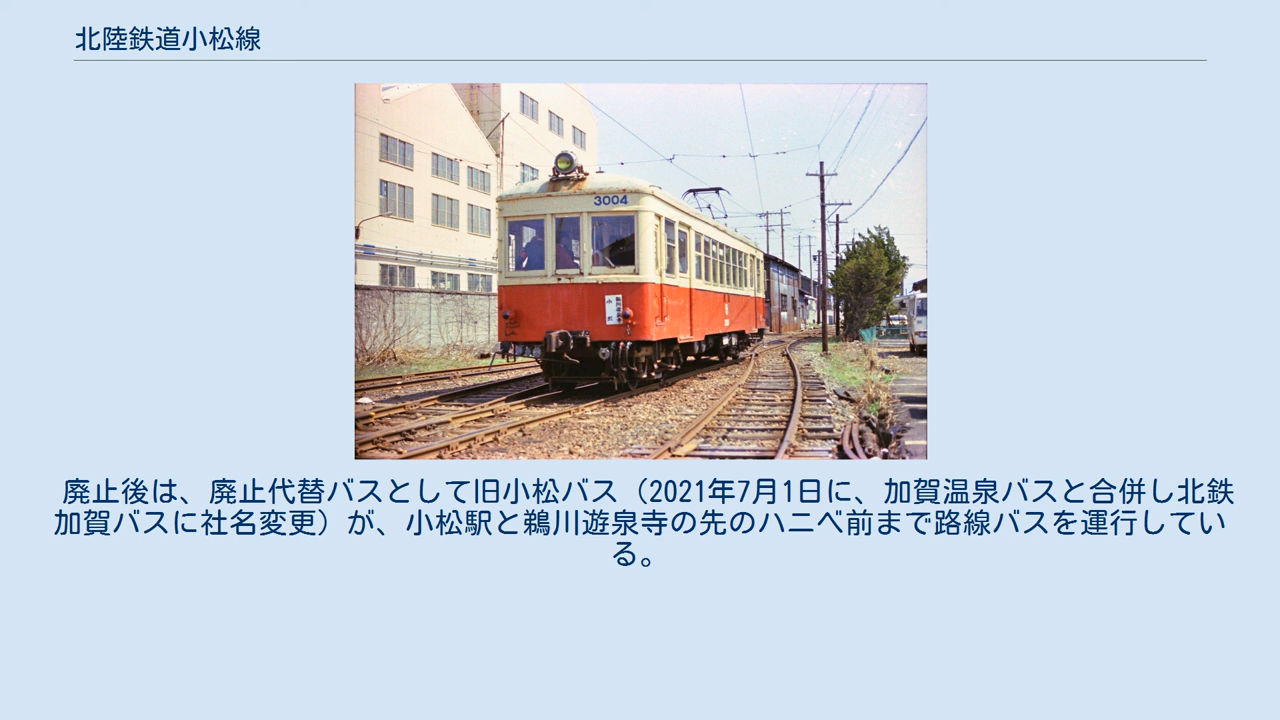 北陸鉄道小松線
3004
廃止後は、廃止代替バスとして旧小松バス（2021年7月1日に、加賀温泉バスと合併し北鉄
加賀バスに社名変更）が、小松駅と鵜川遊泉寺の先のハニベ前まで路線バスを運行してい
る。